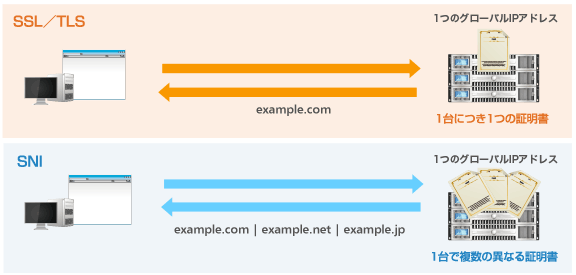 SSL／TLS
1つのグローバルIPアドレス
example.com
1台につき1つの証明書
SNI
1つのグローバルIPアドレス
example.com | example.net | example.jp
1台で複数の異なる証明書